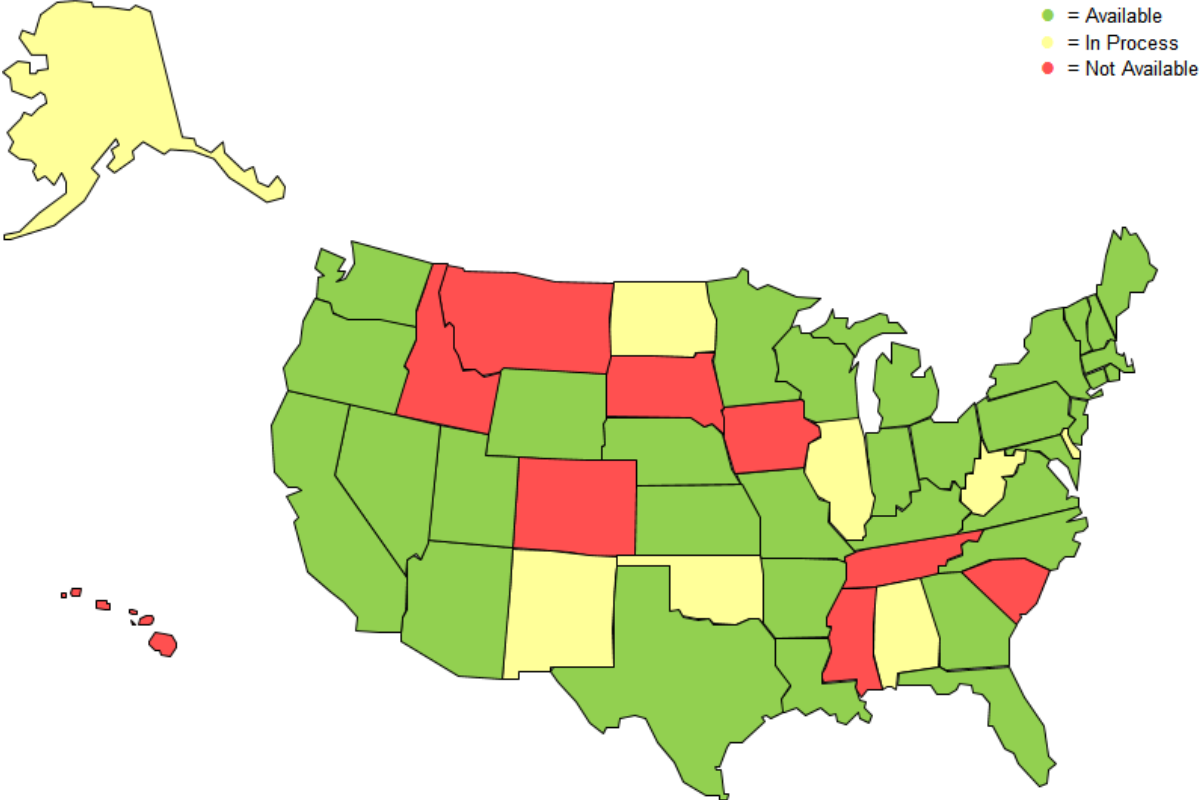 = Available
= In Process
= Not Available